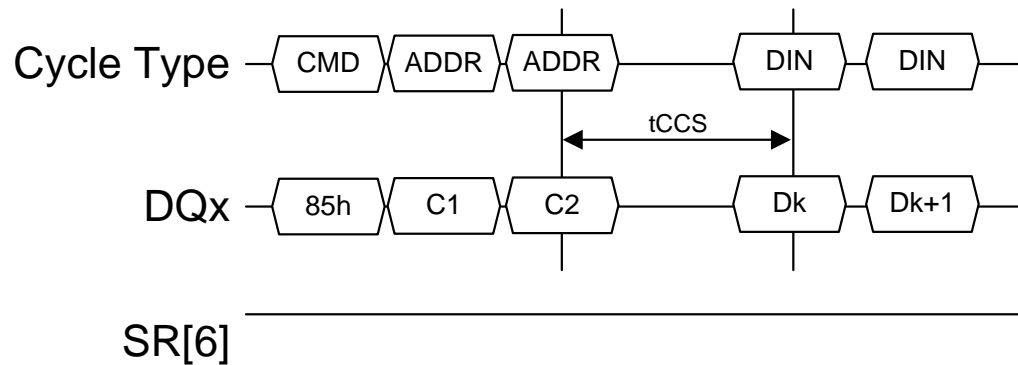 Cycle Type CMD ADDR ADDR DIN DIN
tCCS
DQx 85h C1 C2 Dk Dk+1
SR[6]